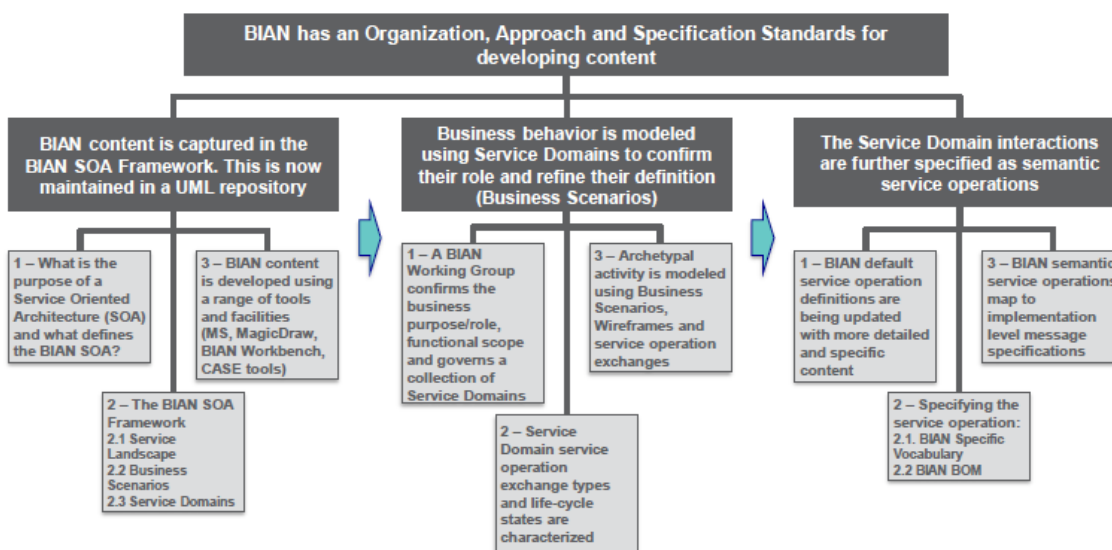 BIAN has an Organization, Approach and Specification Standards for
developing content
BIAN content is captured in the
BIAN SOA Framework. This is now
maintained in a UML repository
Business behavior is modeled
using Service Domains to confirm
their role and refine their definition
(Business Scenarios)
The Service Domain interactions
are further specified as semantic
service operations
1 – What is the
purpose of a
Service Oriented
Architecture (SOA)
and what defines
the BIAN SOA?
3 – BIAN content
is developed using
a range of tools
and facilities
(MS, MagicDraw,
BIAN Workbench,
CASE tools)
2 – The BIAN SOA
Framework
2.1 Service
Landscape
2.2 Business
Scenarios
2.3 Service Domains
1 – A BIAN
Working Group
confirms the
business
purpose/role,
functional scope
and governs a
collection of
Service Domains
3 – Archetypal
activity is modeled
using Business
Scenarios,
Wireframes and
service operation
exchanges
2 – Service
Domain service
operation
exchange types
and life-cycle
states are
characterized
1 – BIAN default
service operation
definitions are
being updated
with more detailed
and specific
content
3 – BIAN semantic
service operations
map to
implementation
level message
specifications
2 – Specifying the
service operation:
2.1. BIAN Specific
Vocabulary
2.2 BIAN BOM